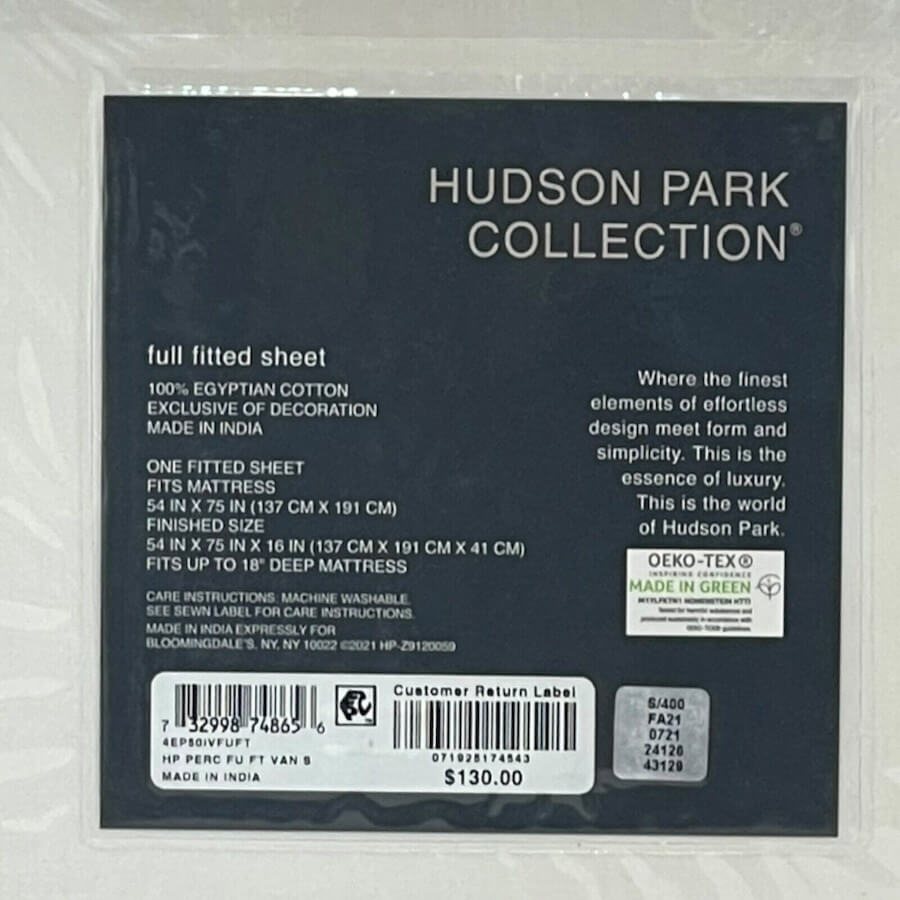 HUDSON PARK
COLLECTION®
full fitted sheet
100% EGYPTIAN COTTON
EXCLUSIVE OF DECORATION
MADE IN INDIA
ONE FITTED SHEET
FITS MATTRESS
54 IN X 75 IN (137 CM X 191 CM)
FINISHED SIZE
54 IN X 75 IN X 16 IN (137 CM X 191 CM X 41 CM)
FITS UP TO 18" DEEP MATTRESS
CARE INSTRUCTIONS: MACHINE WASHABLE.
SEE SEWN LABEL FOR CARE INSTRUCTIONS.
MADE IN INDIA EXPRESSLY FOR
BLOOMINGDALE'S, NY, NY 10022 ©2021 HP-Z9120059
Where the finest
elements of effortless
design meet form and
simplicity. This is the
essence of luxury.
This is the world
of Hudson Park.
OEKO-TEX®
INSPIRING CONFIDENCE
MADE IN GREEN
7 32998 74865 6
4EP50IVFUFT
HP PERC FU FT VAN S
MADE IN INDIA
Customer Return Label
071928174543
$130.00
S/400
FA21
0721
24126
43129